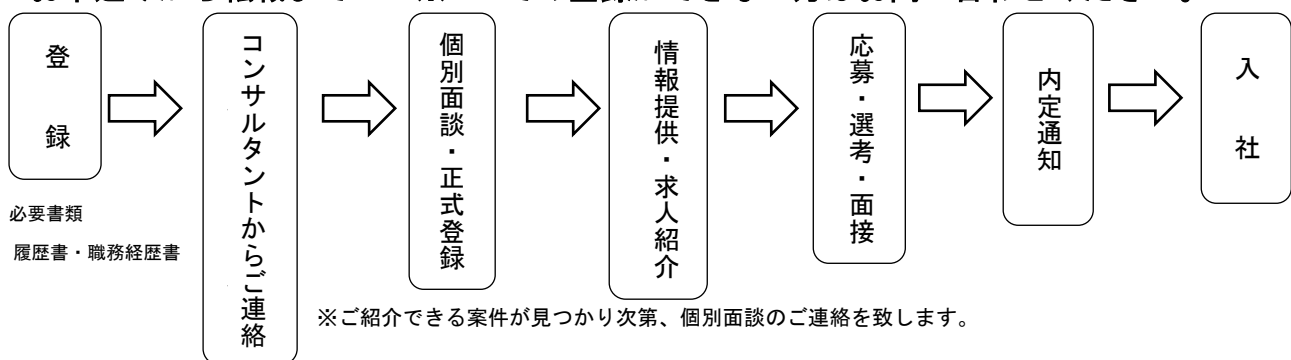 登録
コンサルタントからご連絡
個別面談・正式登録
情報提供・求人紹介
応募・選考・面接
内定通知
入社
必要書類
履歴書・職務経歴書
※ご紹介できる案件が見つかり次第、個別面談のご連絡を致します。